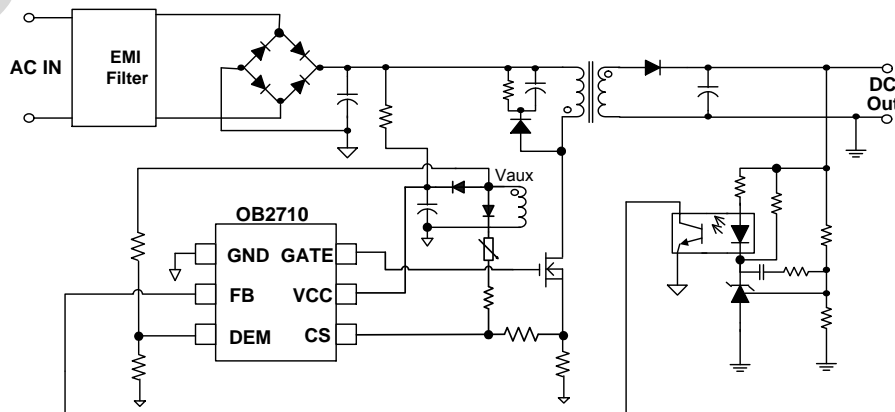 AC IN
EMI
Filter
DC
Out
Vaux
OB2710
GND GATE
FB VCC
DEM CS